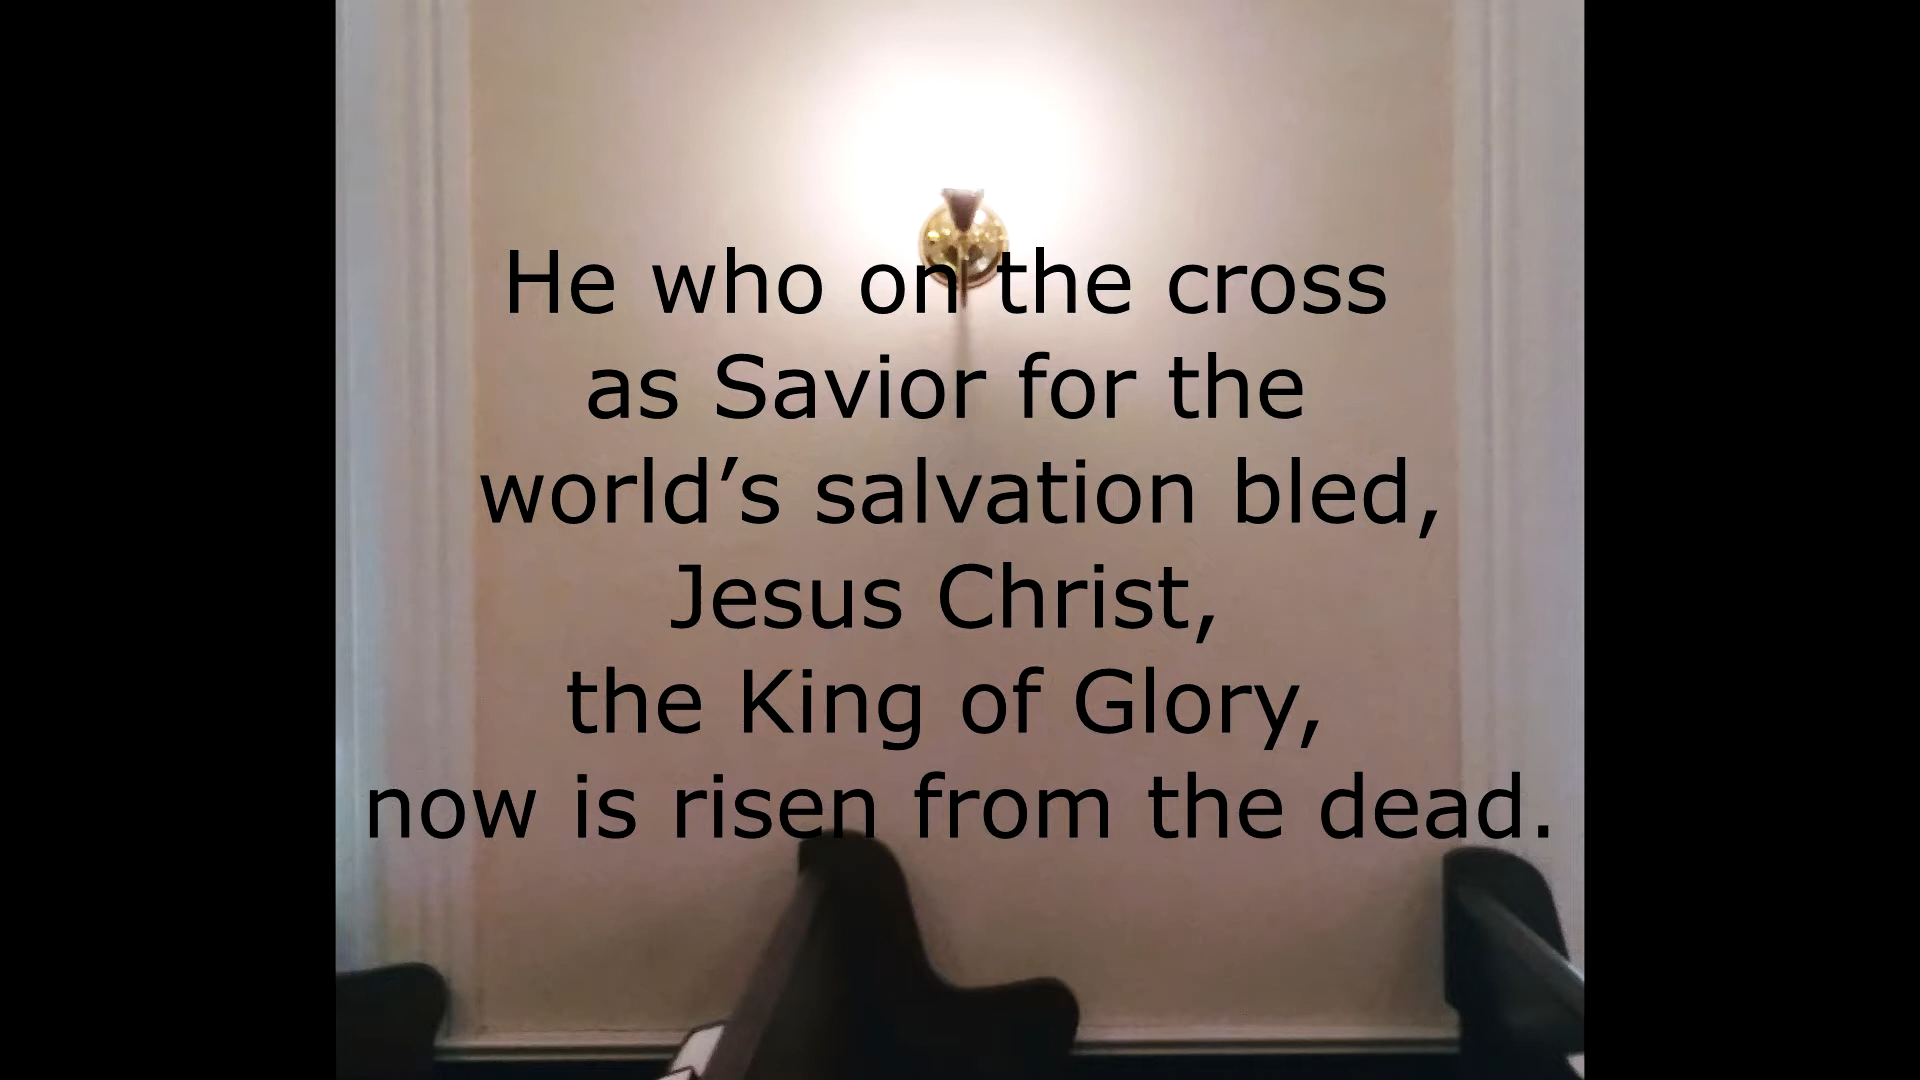 He who on the cross
as Savior for the
world’s salvation bled,
Jesus Christ,
the King of Glory,
now is risen from the dead.